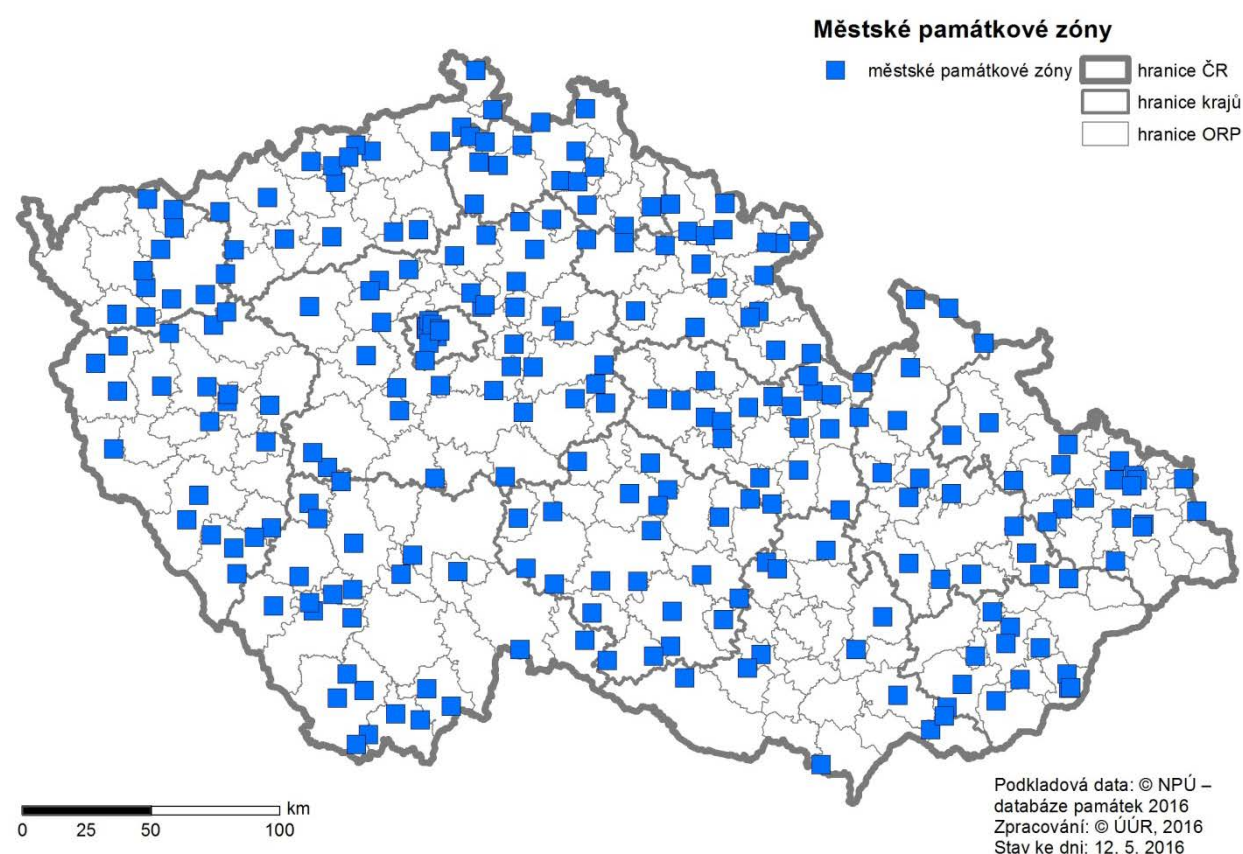 Městské památkové zóny
městské památkové zóny
hranice ČR
hranice krajů
hranice ORP
km
0 25 50 100
Podkladová data: © NPÚ –
databáze památek 2016
Zpracování: © ÚÚR, 2016
Stav ke dni: 12. 5. 2016